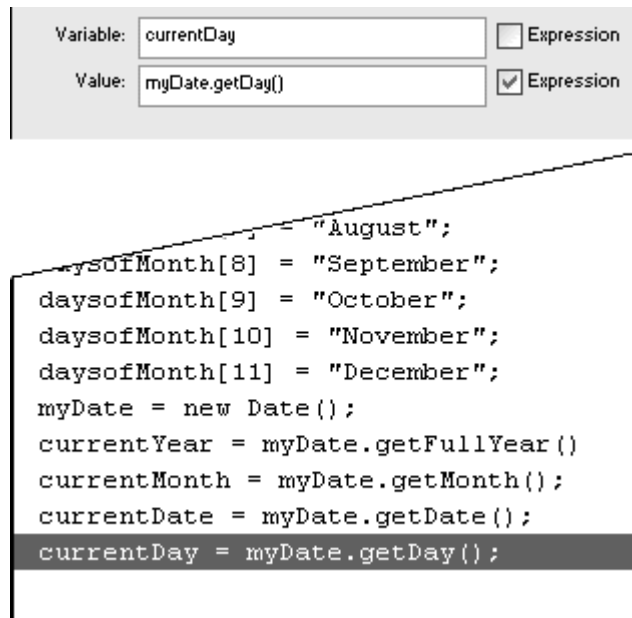 Variable: currentDay Expression
Value: myDate.getDay() Expression
] = "August";
aysofMonth[8] = "September";
daysofMonth[9] = "October";
daysofMonth[10] = "November";
daysofMonth[11] = "December";
myDate = new Date();
currentYear = myDate.getFullYear()
currentMonth = myDate.getMonth();
currentDate = myDate.getDate();
currentDay = myDate.getDay();